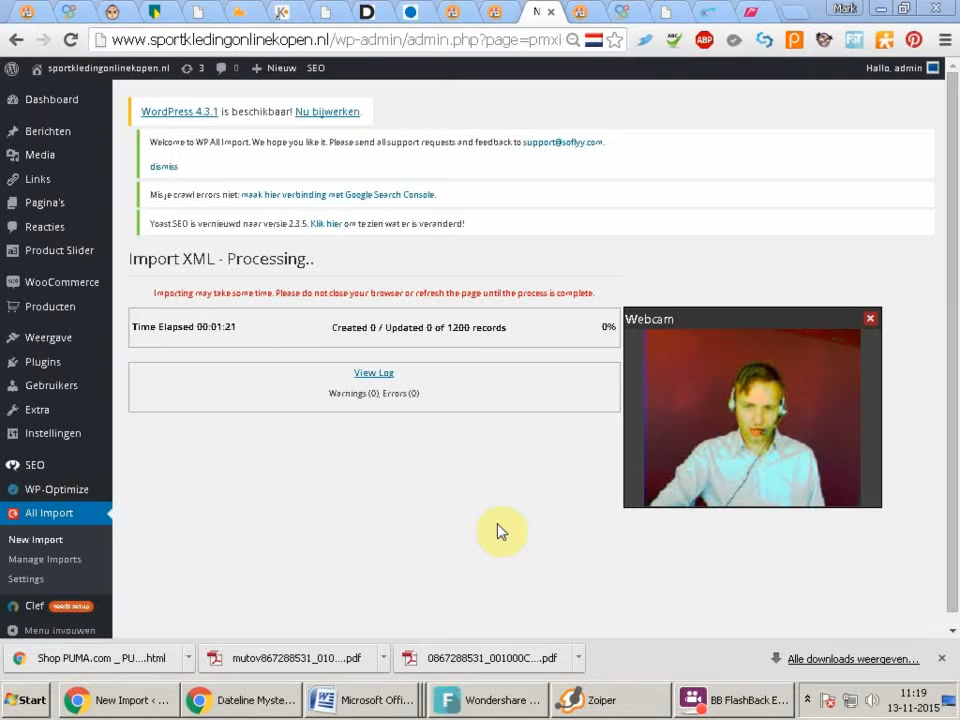 N
Mark
www.sportkledingonlinekopen.nl/wp-admin/admin.php?page=pmxi
ABC
ABP
sportkledingonlinekopen.nl 3 0 Nieuw SEO
Hallo, admin
Dashboard
Berichten
Media
Links
Pagina's
Reacties
Product Slider
WooCommerce
Producten
Weergave
Plugins
Gebruikers
Extra
Instellingen
SEO
WP-Optimize
All Import
New Import
Manage Imports
Settings
Clef needs setup
Menu invouwen
WordPress 4.3.1 is beschikbaar! Nu bijwerken.
Welcome to WP All Import. We hope you like it. Please send all support requests and feedback to support@soflyy.com.
dismiss
Mis je crawl errors niet: maak hier verbinding met Google Search Console.
Yoast SEO is vernieuwd naar versie 2.3.5. Klik hier om te zien wat er is veranderd!
Import XML - Processing..
Importing may take some time. Please do not close your browser or refresh the page until the process is complete.
Time Elapsed 00:01:21 Created 0 / Updated 0 of 1200 records 0%
View Log
Warnings (0), Errors (0)
Webcam
Shop PUMA.com _ PU....html
mutov867288531_010....pdf
0867288531_001000C....pdf
Alle downloads weergeven...
Start
New Import < ...
Dateline Myste...
Microsoft Offi...
Wondershare ...
Zoiper
BB FlashBack E...
11:19
13-11-2015